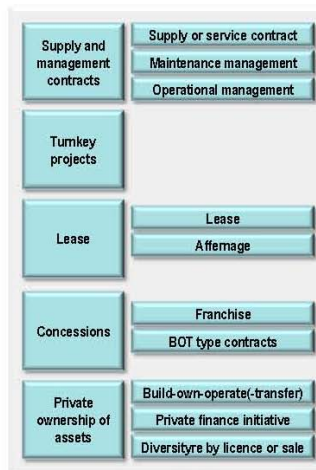 Supply and
management
contracts
Supply or service contract
Maintenance management
Operational management
Turnkey
projects
Lease
Lease
Affernage
Concessions
Franchise
BOT type contracts
Private
ownership of
assets
Build-own-operate(-transfer)
Private finance initiative
Diversityre by licence or sale